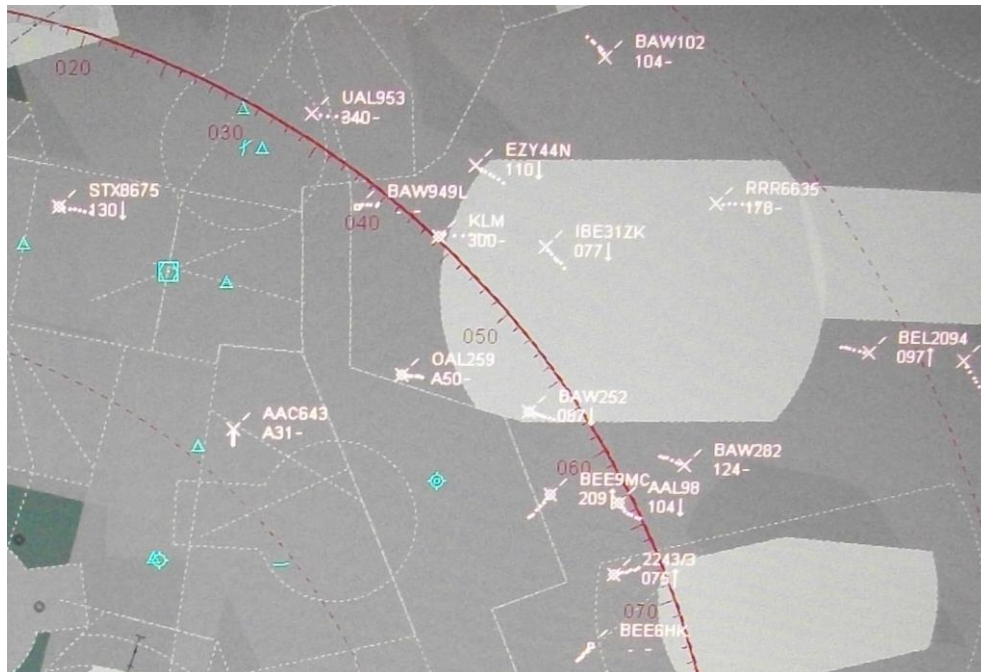 BAW102
104-
020
UAL953
340-
030
EZY44N
110↓
STX8675
130↓
BAW949L
- -
RRR6635
178-
040
KLM
300-
IBE31ZK
077↓
050
BEL2094
097↑
OAL259
A50-
BAW252
082↓
AAC643
A31-
BAW282
124-
060
BEE9MC
209↑
AAL98
104↓
2243/3
075↑
070
BEE6HK
- -